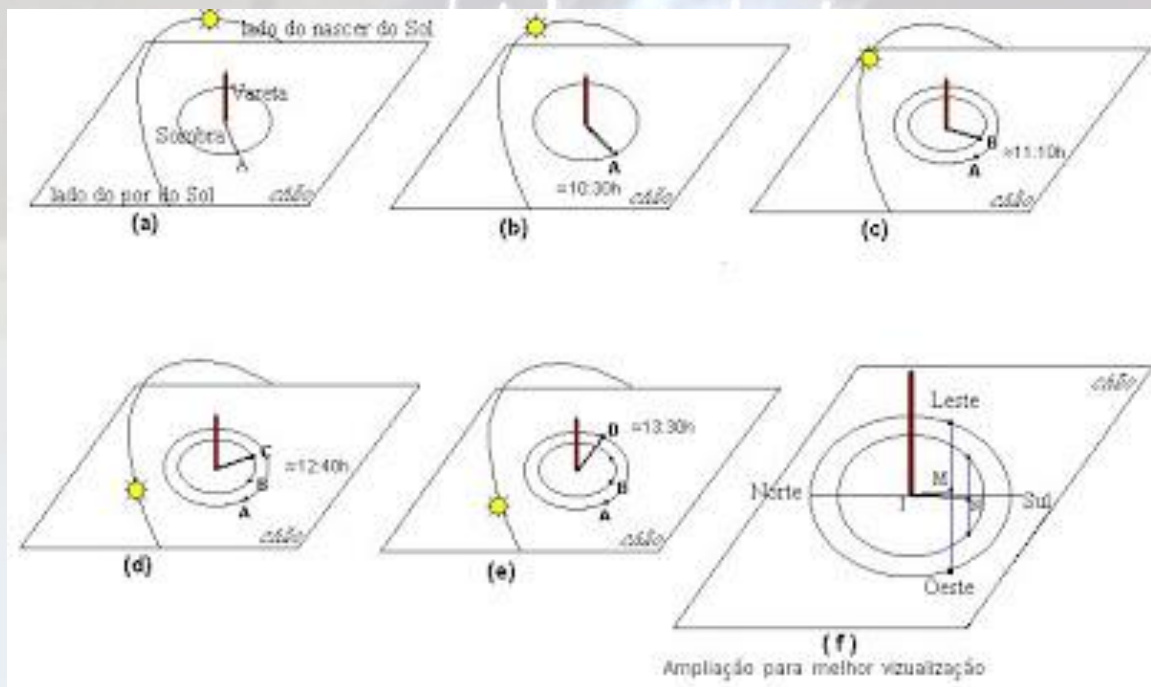 lado do nascer do Sol
Vareta
Sombra
A
lado do por do Sol
chão
(a)
A
≈10:30h
chão
(b)
B
≈11:10h
A
chão
(c)
C
≈12:40h
B
A
chão
(d)
D
≈13:30h
B
A
chão
(e)
chão
Leste
M
Norte
Sul
Oeste
(f)
Ampliação para melhor vizualização